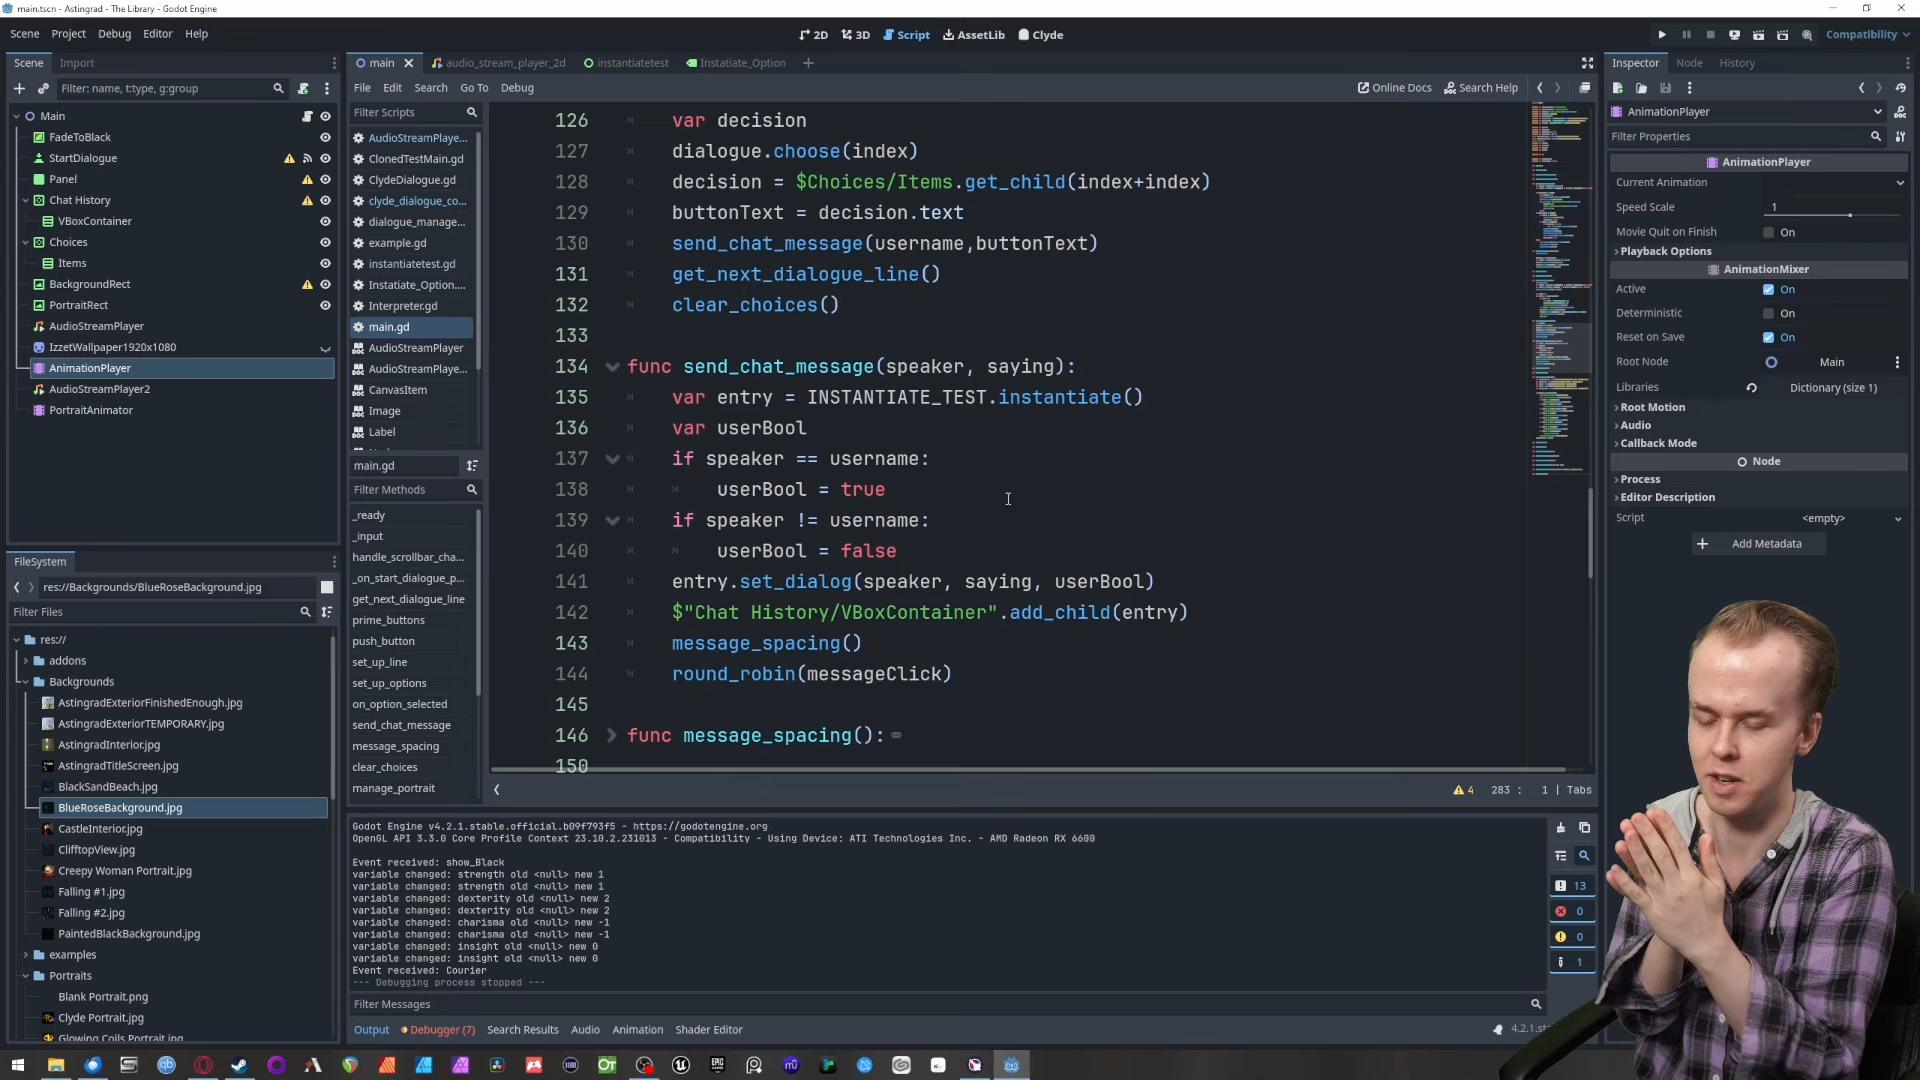 main.tscn - Astingrad - The Library - Godot Engine
Scene Project Debug Editor Help
2D 3D Script AssetLib Clyde
Compatibility
Scene Import
Filter: name, t:type, g:group
Main
FadeToBlack
StartDialogue
Panel
Chat History
VBoxContainer
Choices
Items
BackgroundRect
PortraitRect
AudioStreamPlayer
IzzetWallpaper1920x1080
AnimationPlayer
AudioStreamPlayer2
PortraitAnimator
FileSystem
res://Backgrounds/BlueRoseBackground.jpg
Filter Files
res://
addons
Backgrounds
AstingradExteriorFinishedEnough.jpg
AstingradExteriorTEMPORARY.jpg
AstingradInterior.jpg
AstingradTitleScreen.jpg
BlackSandBeach.jpg
BlueRoseBackground.jpg
CastleInterior.jpg
ClifftopView.jpg
Creepy Woman Portrait.jpg
Falling #1.jpg
Falling #2.jpg
PaintedBlackBackground.jpg
examples
Portraits
Blank Portrait.png
Clyde Portrait.jpg
Glowing Coils Portrait.jpg
main audio_stream_player_2d instantiatetest Instatiate_Option
File Edit Search Go To Debug
Online Docs Search Help
Filter Scripts
AudioStreamPlaye...
ClonedTestMain.gd
ClydeDialogue.gd
clyde_dialogue_co...
dialogue_manage...
example.gd
instantiatetest.gd
Instatiate_Option....
Interpreter.gd
main.gd
AudioStreamPlayer
AudioStreamPlaye...
CanvasItem
Image
Label
main.gd
Filter Methods
_ready
_input
handle_scrollbar_cha...
_on_start_dialogue_p...
get_next_dialogue_line
prime_buttons
push_button
set_up_line
set_up_options
on_option_selected
send_chat_message
message_spacing
clear_choices
manage_portrait
126 var decision
127 dialogue.choose(index)
128 decision = $Choices/Items.get_child(index+index)
129 buttonText = decision.text
130 send_chat_message(username,buttonText)
131 get_next_dialogue_line()
132 clear_choices()
133
134 func send_chat_message(speaker, saying):
135 var entry = INSTANTIATE_TEST.instantiate()
136 var userBool
137 if speaker == username:
138 userBool = true
139 if speaker != username:
140 userBool = false
141 entry.set_dialog(speaker, saying, userBool)
142 $"Chat History/VBoxContainer".add_child(entry)
143 message_spacing()
144 round_robin(messageClick)
145
146 func message_spacing():
150
4 283 : 1 | Tabs
Godot Engine v4.2.1.stable.official.b09f793f5 - https://godotengine.org
OpenGL API 3.3.0 Core Profile Context 23.10.2.231013 - Compatibility - Using Device: ATI Technologies Inc. - AMD Radeon RX 6600
Event received: show_Black
variable changed: strength old <null> new 1
variable changed: strength old <null> new 1
variable changed: dexterity old <null> new 2
variable changed: dexterity old <null> new 2
variable changed: charisma old <null> new -1
variable changed: charisma old <null> new -1
variable changed: insight old <null> new 0
variable changed: insight old <null> new 0
Event received: Courier
--- Debugging process stopped ---
13
0
0
1
Filter Messages
Output Debugger (7) Search Results Audio Animation Shader Editor
4.2.1.st
Inspector Node History
AnimationPlayer
Filter Properties
AnimationPlayer
Current Animation
Speed Scale 1
Movie Quit on Finish On
Playback Options
AnimationMixer
Active On
Deterministic On
Reset on Save On
Root Node Main
Libraries Dictionary (size 1)
Root Motion
Audio
Callback Mode
Node
Process
Editor Description
Script <empty>
Add Metadata